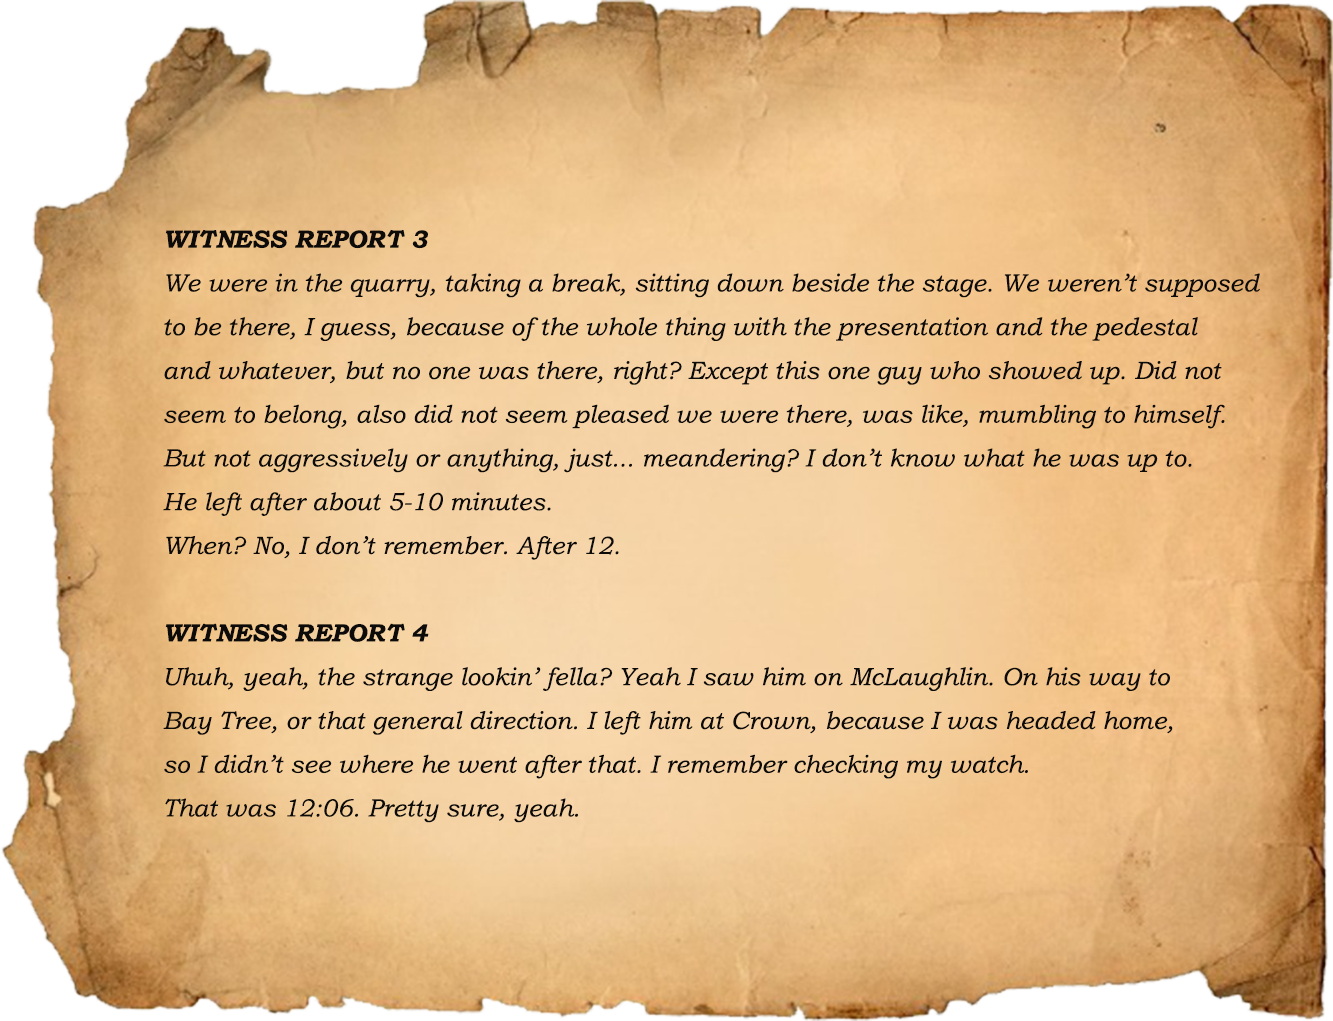 WITNESS REPORT 3
We were in the quarry, taking a break, sitting down beside the stage. We weren’t supposed
to be there, I guess, because of the whole thing with the presentation and the pedestal
and whatever, but no one was there, right? Except this one guy who showed up. Did not
seem to belong, also did not seem pleased we were there, was like, mumbling to himself.
But not aggressively or anything, just... meandering? I don’t know what he was up to.
He left after about 5-10 minutes.
When? No, I don’t remember. After 12.
WITNESS REPORT 4
Uhuh, yeah, the strange lookin’ fella? Yeah I saw him on McLaughlin. On his way to
Bay Tree, or that general direction. I left him at Crown, because I was headed home,
so I didn’t see where he went after that. I remember checking my watch.
That was 12:06. Pretty sure, yeah.